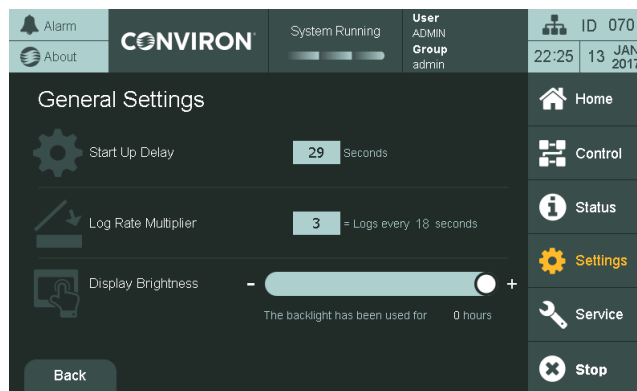 Alarm
About
CONVIRON
System Running
User
ADMIN
Group
admin
ID 070
22:25
13 JAN 2017
General Settings
Start Up Delay
29 Seconds
Log Rate Multiplier
3 = Logs every 18 seconds
Display Brightness
- +
The backlight has been used for 0 hours
Back
Home
Control
Status
Settings
Service
Stop